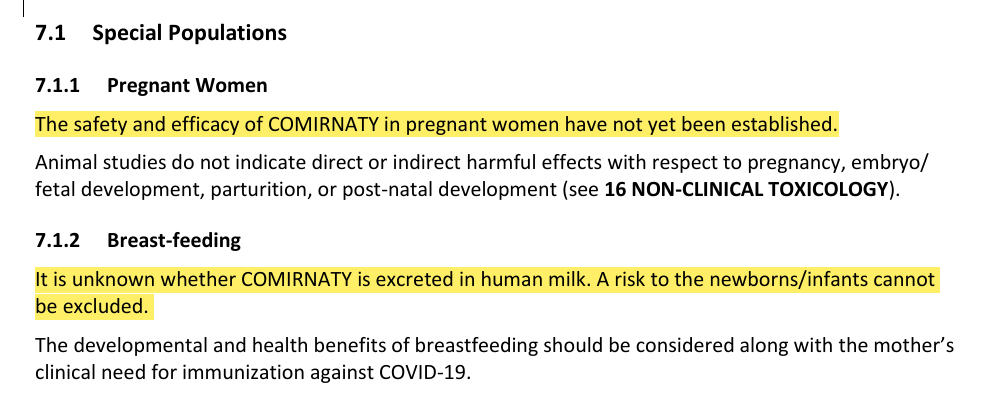 7.1 Special Populations
7.1.1 Pregnant Women
The safety and efficacy of COMIRNATY in pregnant women have not yet been established.
Animal studies do not indicate direct or indirect harmful effects with respect to pregnancy, embryo/
fetal development, parturition, or post-natal development (see 16 NON-CLINICAL TOXICOLOGY).
7.1.2 Breast-feeding
It is unknown whether COMIRNATY is excreted in human milk. A risk to the newborns/infants cannot
be excluded.
The developmental and health benefits of breastfeeding should be considered along with the mother’s
clinical need for immunization against COVID-19.